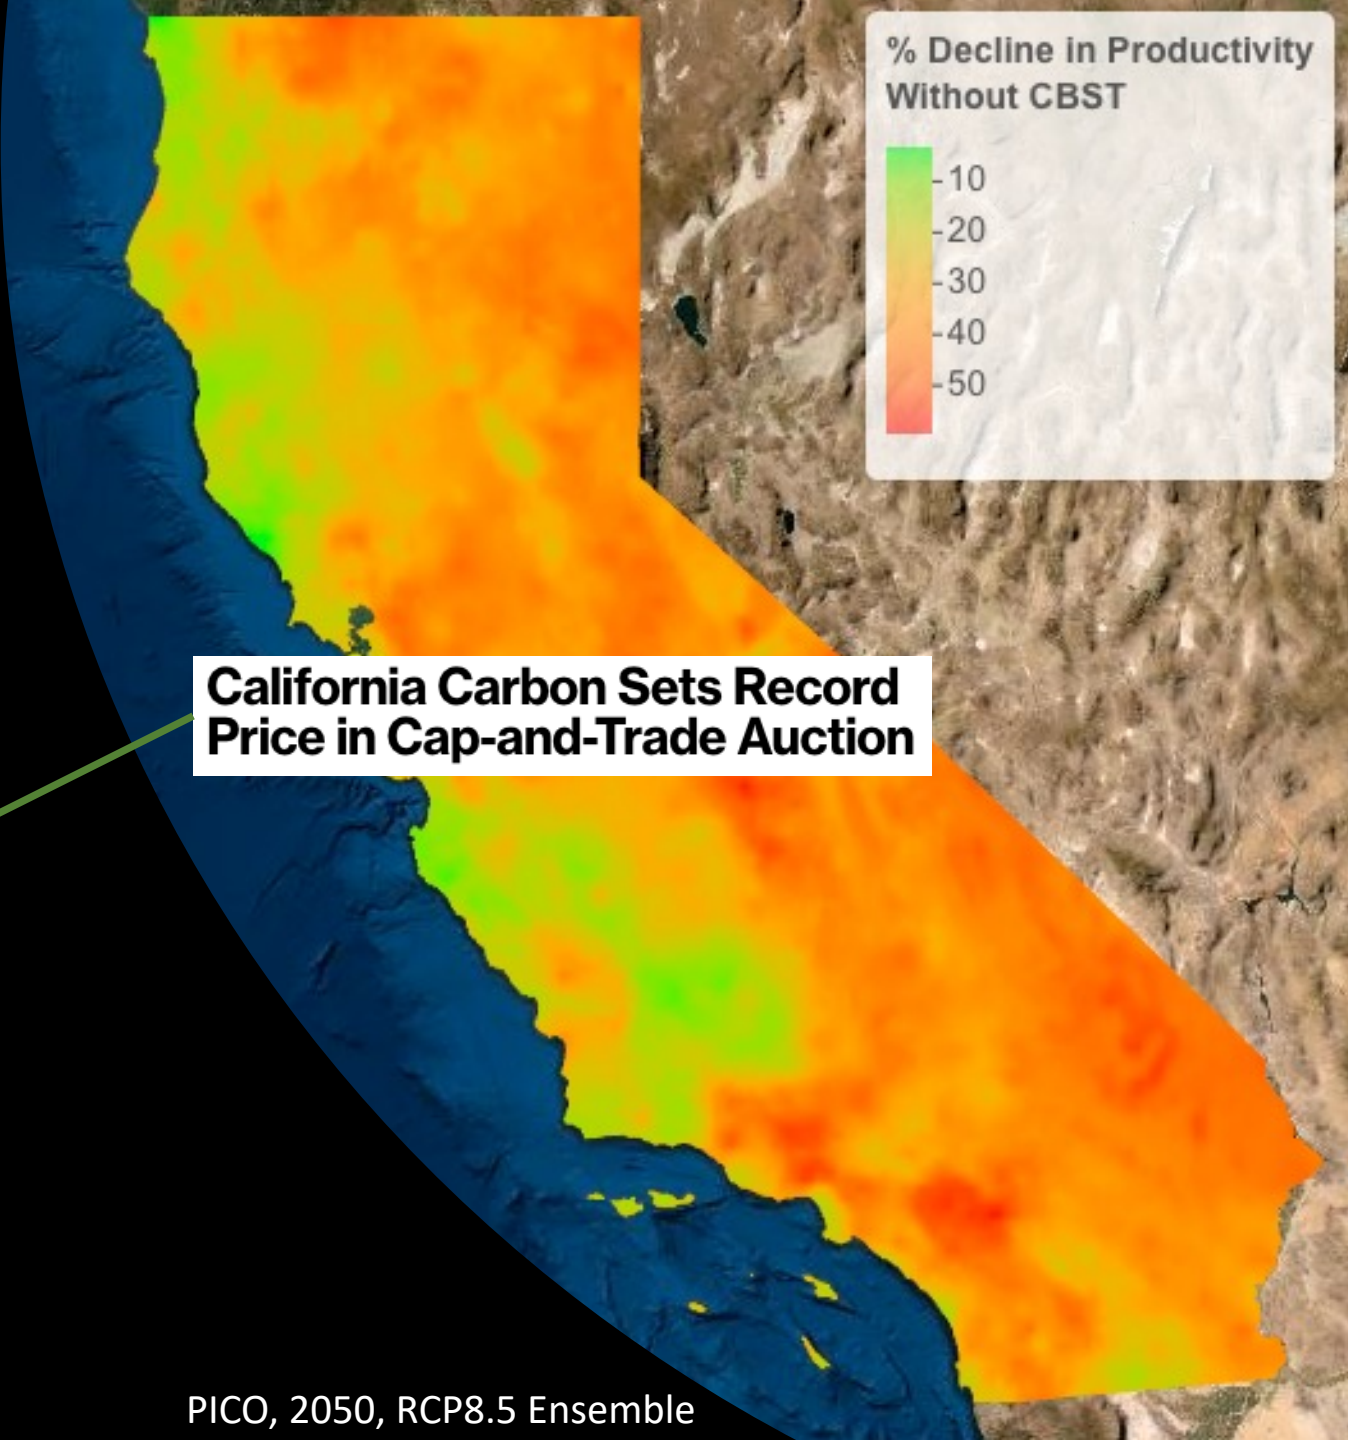 % Decline in Productivity
Without CBST
10
20
30
40
50
California Carbon Sets Record
Price in Cap-and-Trade Auction
PICO, 2050, RCP8.5 Ensemble